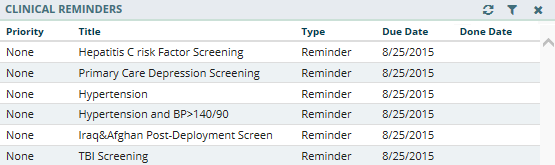 CLINICAL REMINDERS
Priority Title Type Due Date Done Date
None Hepatitis C risk Factor Screening Reminder 8/25/2015
None Primary Care Depression Screening Reminder 8/25/2015
None Hypertension Reminder 8/25/2015
None Hypertension and BP>140/90 Reminder 8/25/2015
None Iraq&Afghan Post-Deployment Screen Reminder 8/25/2015
None TBI Screening Reminder 8/25/2015